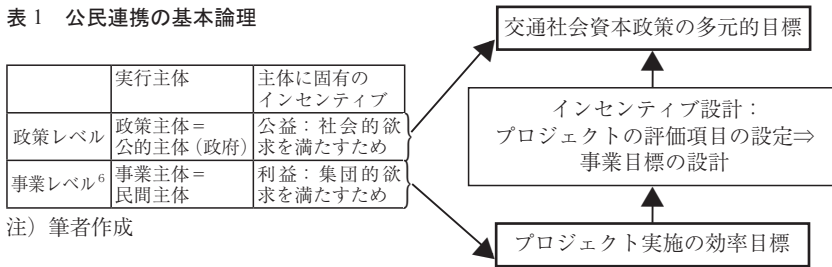 表 1　公民連携の基本論理
実行主体
主体に固有の
インセンティブ
政策レベル
政策主体＝
公的主体（政府）
公益：社会的欲
求を満たすため
事業レベル6
事業主体＝
民間主体
利益：集団的欲
求を満たすため
注）筆者作成
交通社会資本政策の多元的目標
インセンティブ設計：
プロジェクトの評価項目の設定⇒
事業目標の設計
プロジェクト実施の効率目標